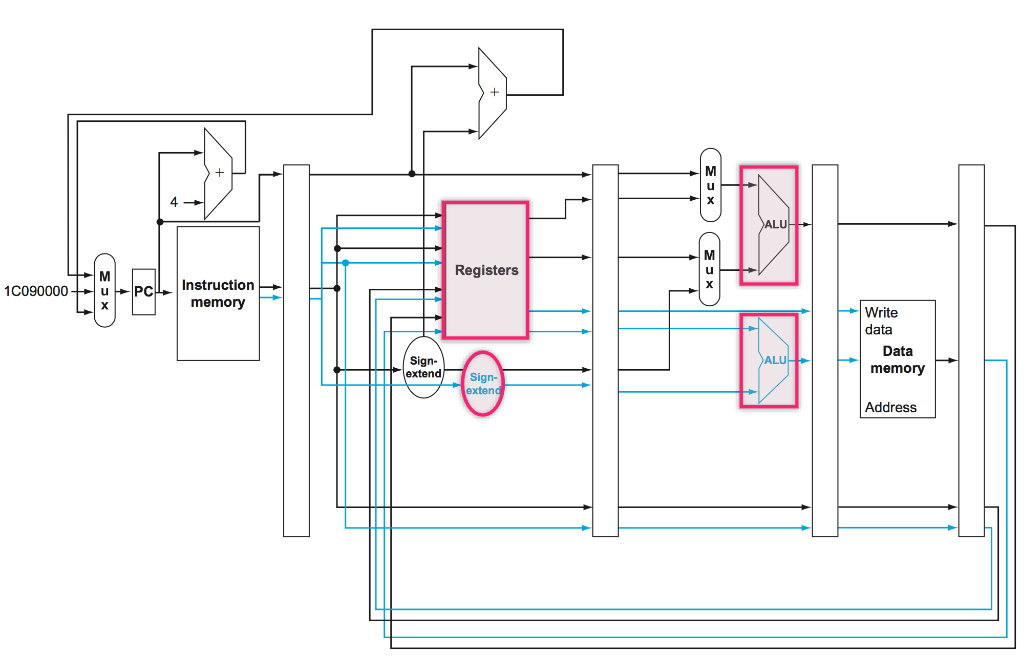 +
+
4
M
u
x
M
u
x
ALU
Registers
Instruction
memory
M
u
x
PC
1C090000
M
u
x
Write
data
Data
memory
Address
Sign-
extend
Sign-
extend
ALU